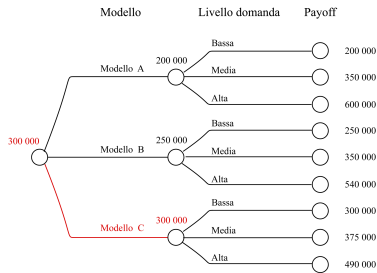 Modello Livello domanda Payoff
Bassa 200 000
200 000
Modello A Media 350 000
Alta 600 000
Bassa 250 000
300 000 250 000
Modello B Media 350 000
Alta 540 000
Bassa 300 000
300 000
Modello C Media 375 000
Alta 490 000